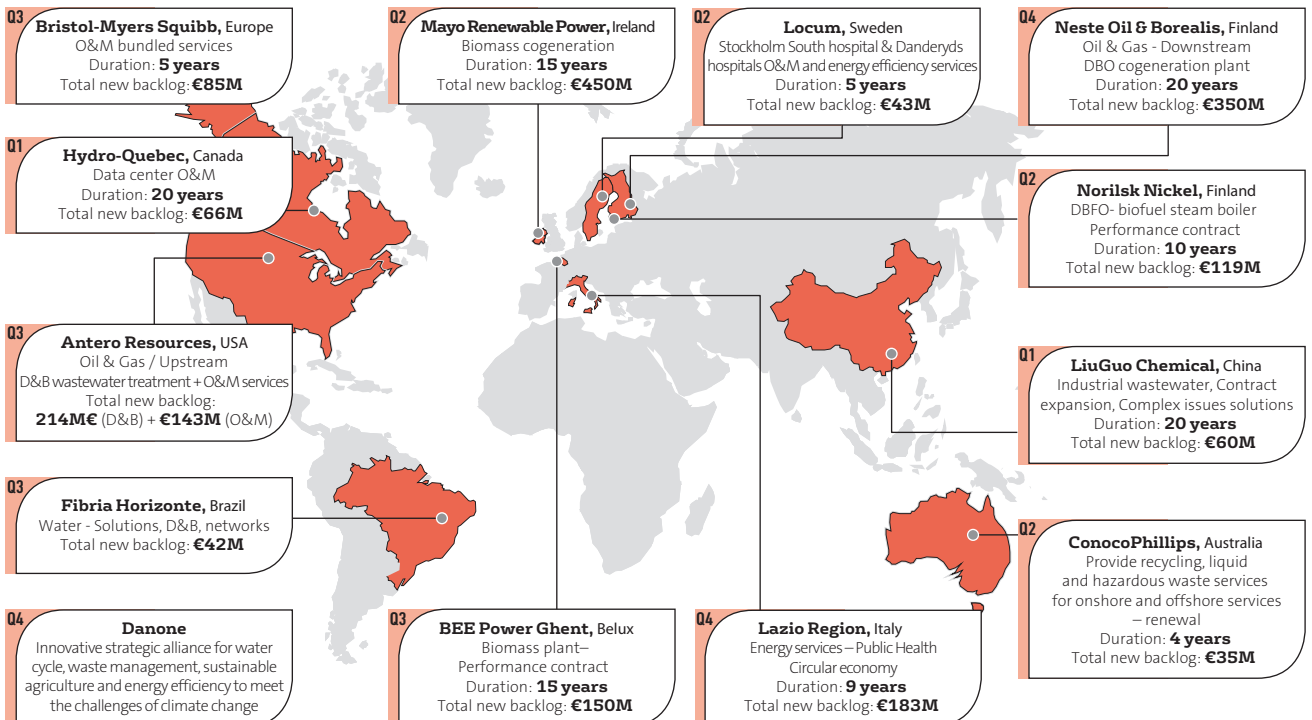 Q3
Bristol-Myers Squibb, Europe
O&M bundled services
Duration: 5 years
Total new backlog: €85M
Q2
Mayo Renewable Power, Ireland
Biomass cogeneration
Duration: 15 years
Total new backlog: €450M
Q2
Locum, Sweden
Stockholm South hospital & Danderyds
hospitals O&M and energy efficiency services
Duration: 5 years
Total new backlog: €43M
Q4
Neste Oil & Borealis, Finland
Oil & Gas - Downstream
DBO cogeneration plant
Duration: 20 years
Total new backlog: €350M
Q1
Hydro-Quebec, Canada
Data center O&M
Duration: 20 years
Total new backlog: €66M
Q2
Norilsk Nickel, Finland
DBFO- biofuel steam boiler
Performance contract
Duration: 10 years
Total new backlog: €119M
Q3
Antero Resources, USA
Oil & Gas / Upstream
D&B wastewater treatment + O&M services
Total new backlog:
214M€ (D&B) + €143M (O&M)
Q1
LiuGuo Chemical, China
Industrial wastewater, Contract
expansion, Complex issues solutions
Duration: 20 years
Total new backlog: €60M
Q3
Fibria Horizonte, Brazil
Water - Solutions, D&B, networks
Total new backlog: €42M
Q2
ConocoPhillips, Australia
Provide recycling, liquid
and hazardous waste services
for onshore and offshore services
– renewal
Duration: 4 years
Total new backlog: €35M
Q4
Danone
Innovative strategic alliance for water
cycle, waste management, sustainable
agriculture and energy efficiency to meet
the challenges of climate change
Q3
BEE Power Ghent, Belux
Biomass plant–
Performance contract
Duration: 15 years
Total new backlog: €150M
Q4
Lazio Region, Italy
Energy services – Public Health
Circular economy
Duration: 9 years
Total new backlog: €183M